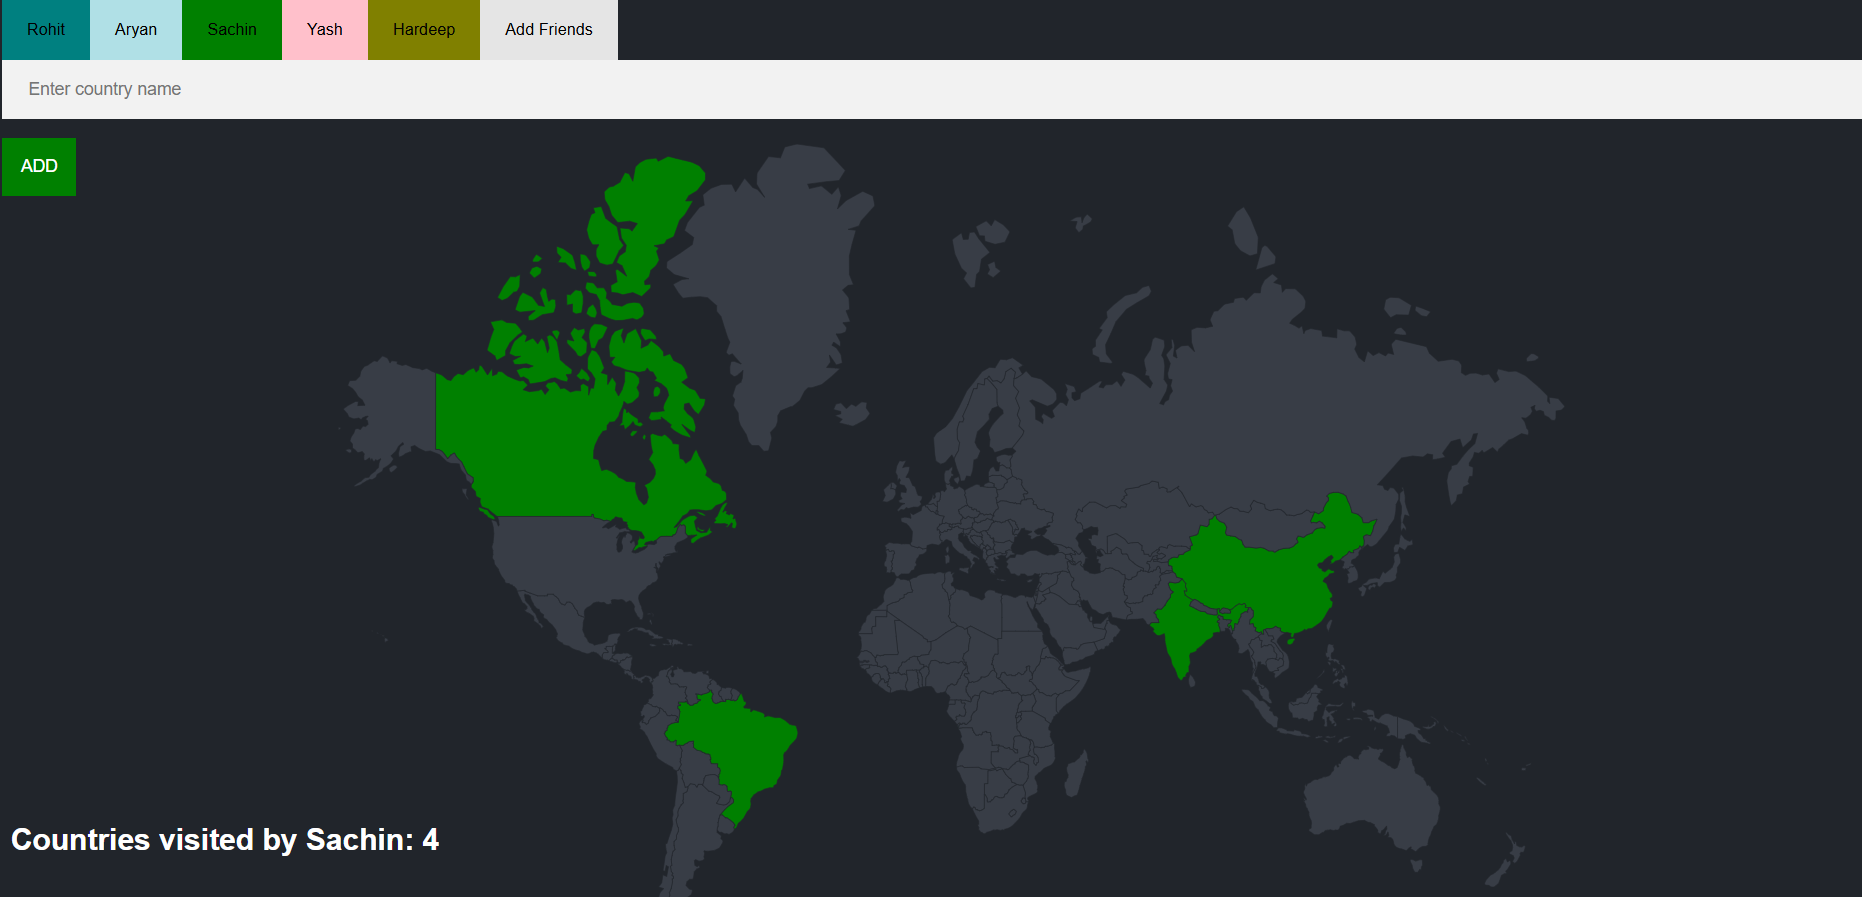 Rohit Aryan Sachin Yash Hardeep Add Friends
Enter country name
ADD
Countries visited by Sachin: 4